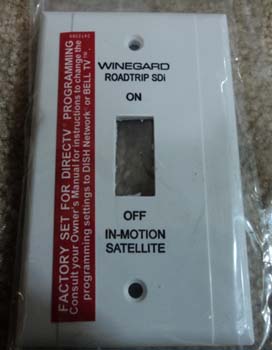 WINEGARD
ROADTRIP SDi
ON
OFF
IN-MOTION
SATELLITE
FACTORY SET FOR DIRECTV® PROGRAMMING
Consult your Owner's Manual for instructions to change the
programming settings to DISH Network® or BELL TV™.